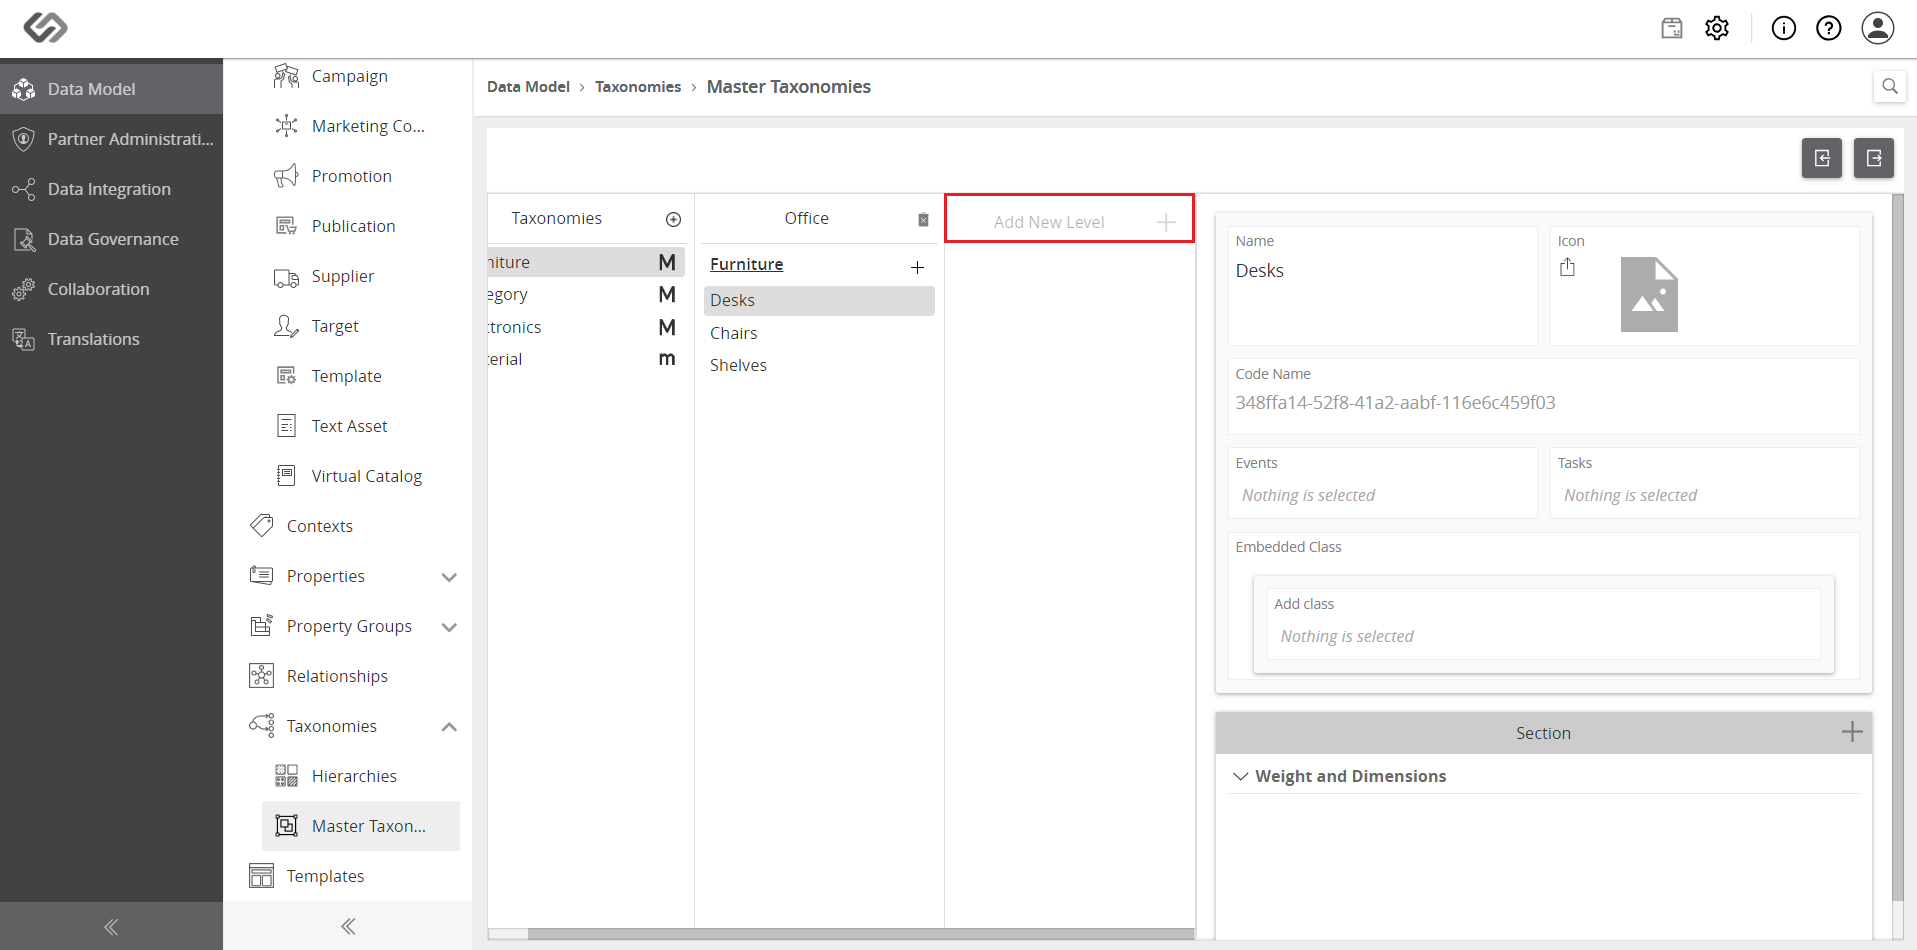 Data Model
Partner Administrati...
Data Integration
Data Governance
Collaboration
Translations
Campaign
Marketing Co...
Promotion
Publication
Supplier
Target
Template
Text Asset
Virtual Catalog
Contexts
Properties
Property Groups
Relationships
Taxonomies
Hierarchies
Master Taxon...
Templates
Data Model > Taxonomies > Master Taxonomies
Taxonomies
niture M
egory M
ctronics M
terial m
Office
Furniture
Desks
Chairs
Shelves
Add New Level
Name
Desks
Icon
Code Name
348ffa14-52f8-41a2-aabf-116e6c459f03
Events
Nothing is selected
Tasks
Nothing is selected
Embedded Class
Add class
Nothing is selected
Section
Weight and Dimensions